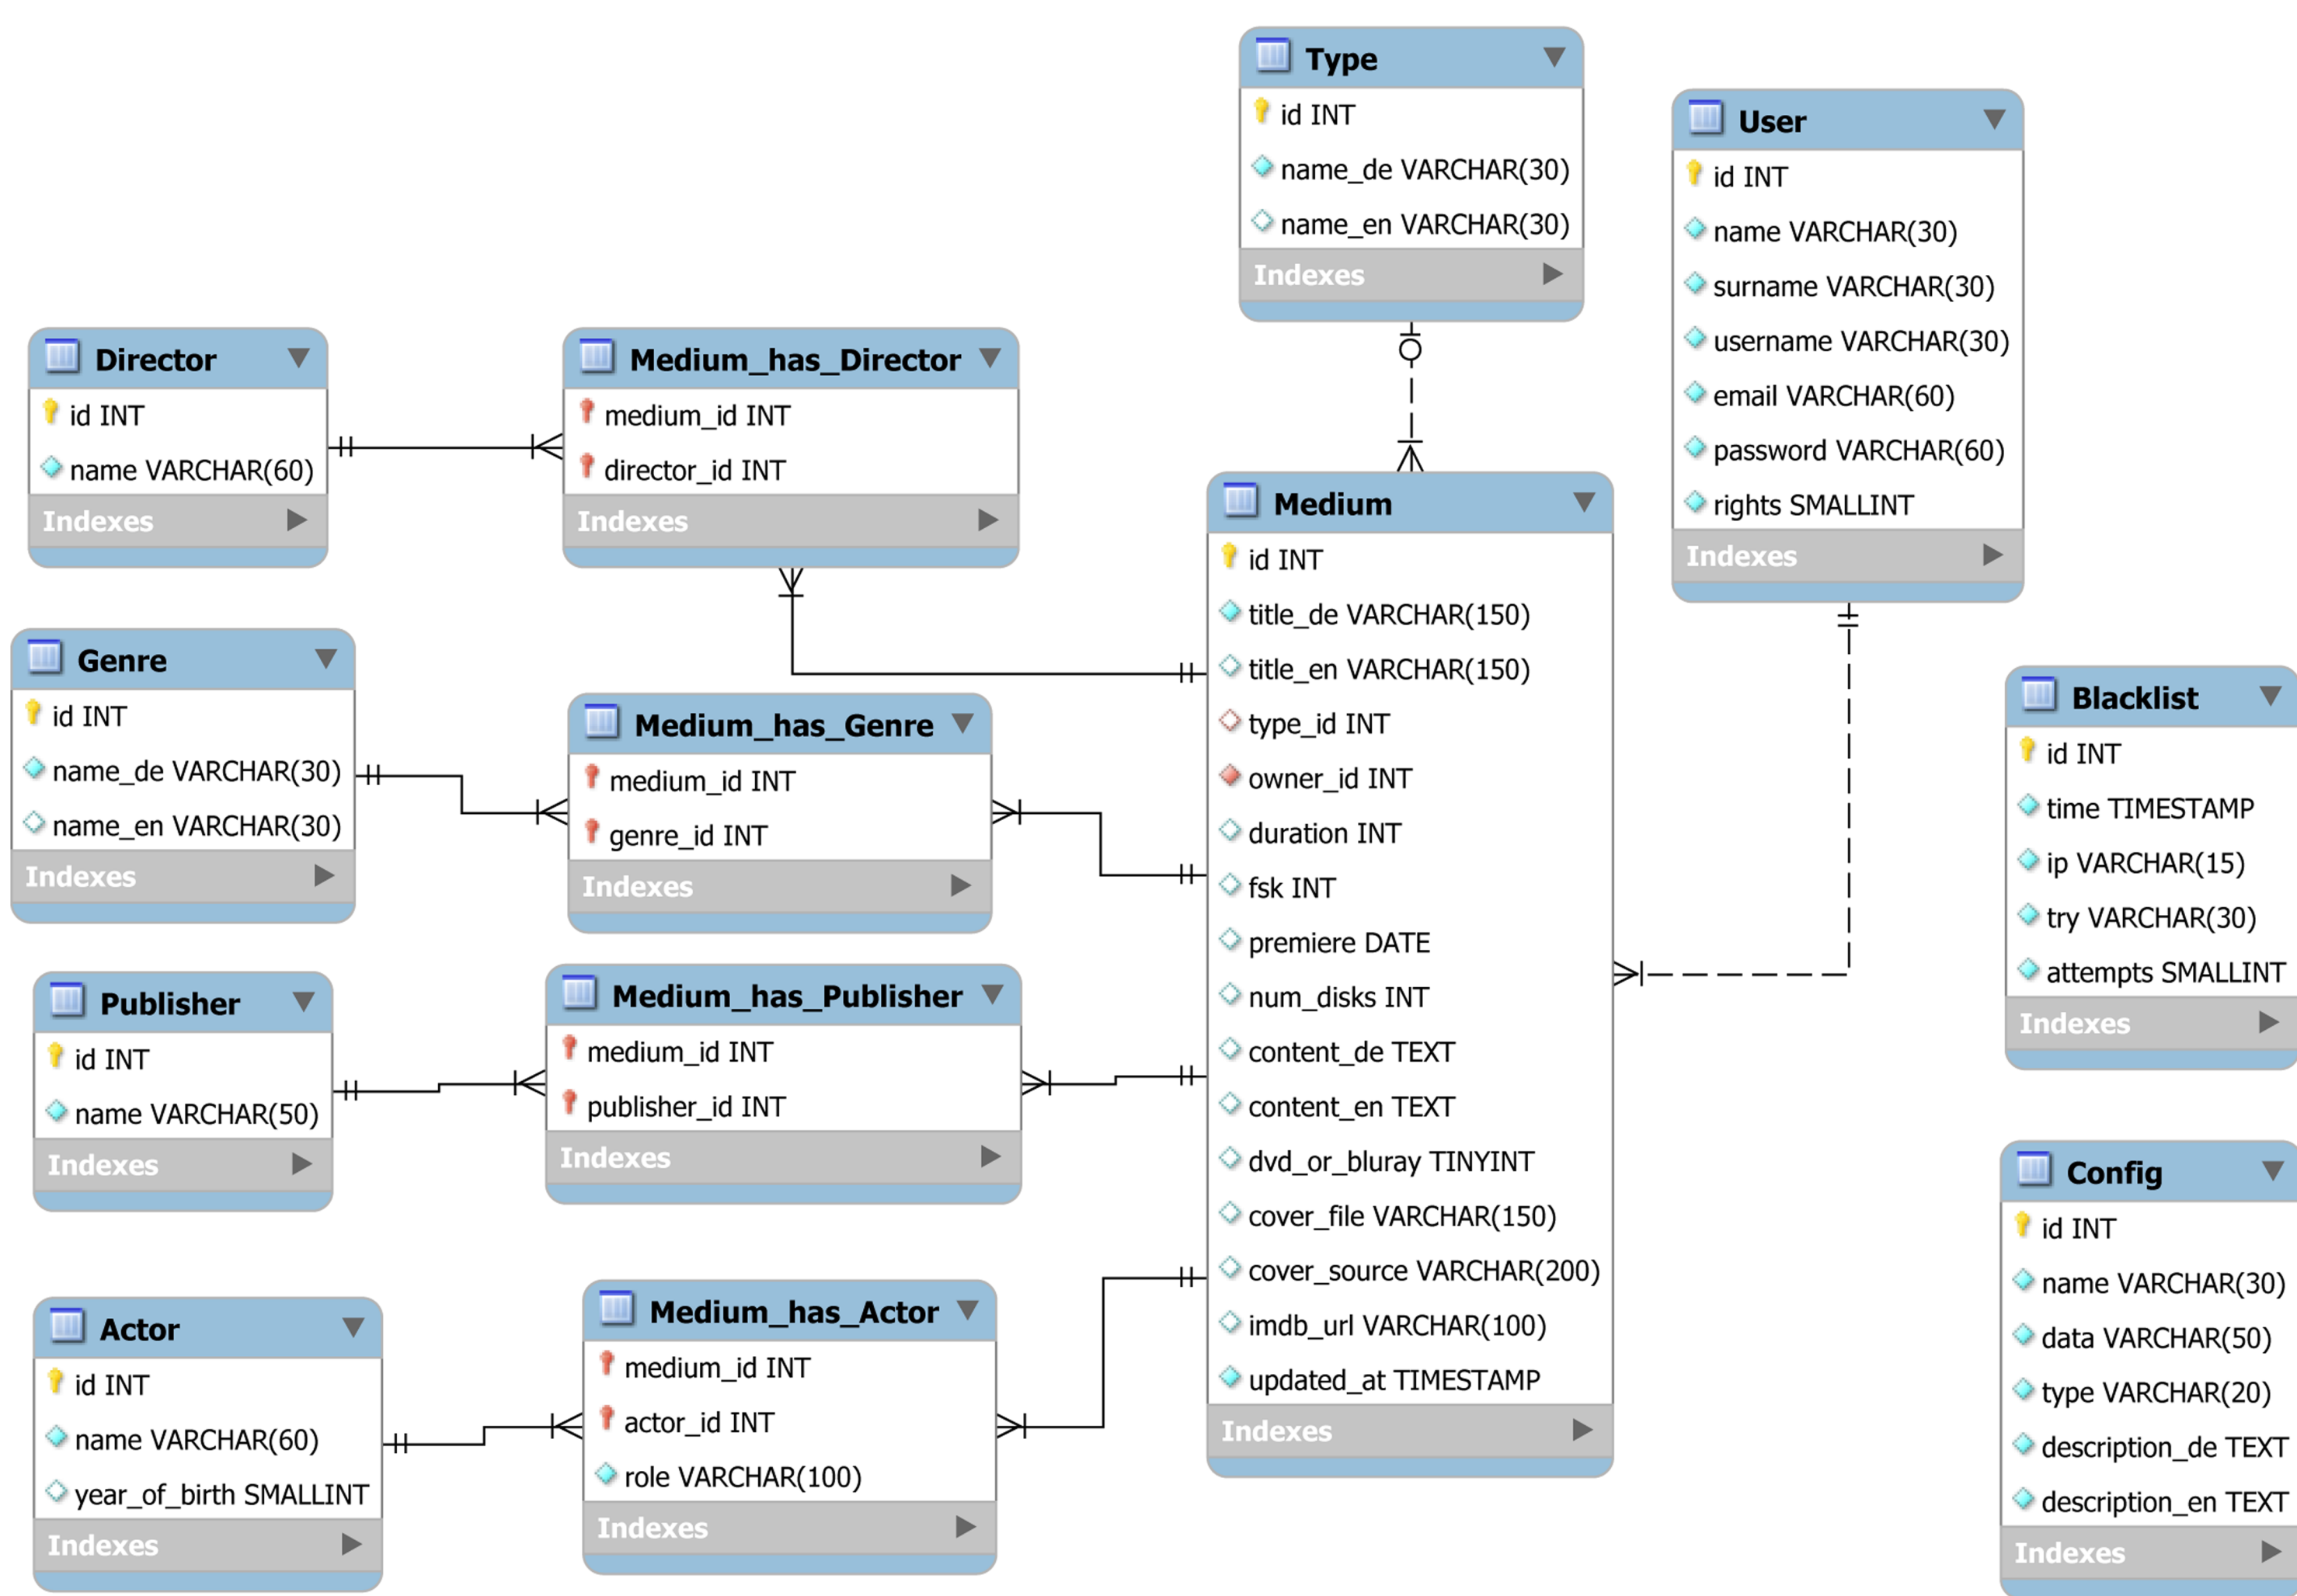 Type
id INT
name_de VARCHAR(30)
name_en VARCHAR(30)
Indexes
User
id INT
name VARCHAR(30)
surname VARCHAR(30)
username VARCHAR(30)
email VARCHAR(60)
password VARCHAR(60)
rights SMALLINT
Indexes
Director
id INT
name VARCHAR(60)
Indexes
Medium_has_Director
medium_id INT
director_id INT
Indexes
Medium
id INT
title_de VARCHAR(150)
title_en VARCHAR(150)
type_id INT
owner_id INT
duration INT
fsk INT
premiere DATE
num_disks INT
content_de TEXT
content_en TEXT
dvd_or_bluray TINYINT
cover_file VARCHAR(150)
cover_source VARCHAR(200)
imdb_url VARCHAR(100)
updated_at TIMESTAMP
Indexes
Genre
id INT
name_de VARCHAR(30)
name_en VARCHAR(30)
Indexes
Medium_has_Genre
medium_id INT
genre_id INT
Indexes
Blacklist
id INT
time TIMESTAMP
ip VARCHAR(15)
try VARCHAR(30)
attempts SMALLINT
Indexes
Publisher
id INT
name VARCHAR(50)
Indexes
Medium_has_Publisher
medium_id INT
publisher_id INT
Indexes
Config
id INT
name VARCHAR(30)
data VARCHAR(50)
type VARCHAR(20)
description_de TEXT
description_en TEXT
Indexes
Actor
id INT
name VARCHAR(60)
year_of_birth SMALLINT
Indexes
Medium_has_Actor
medium_id INT
actor_id INT
role VARCHAR(100)
Indexes